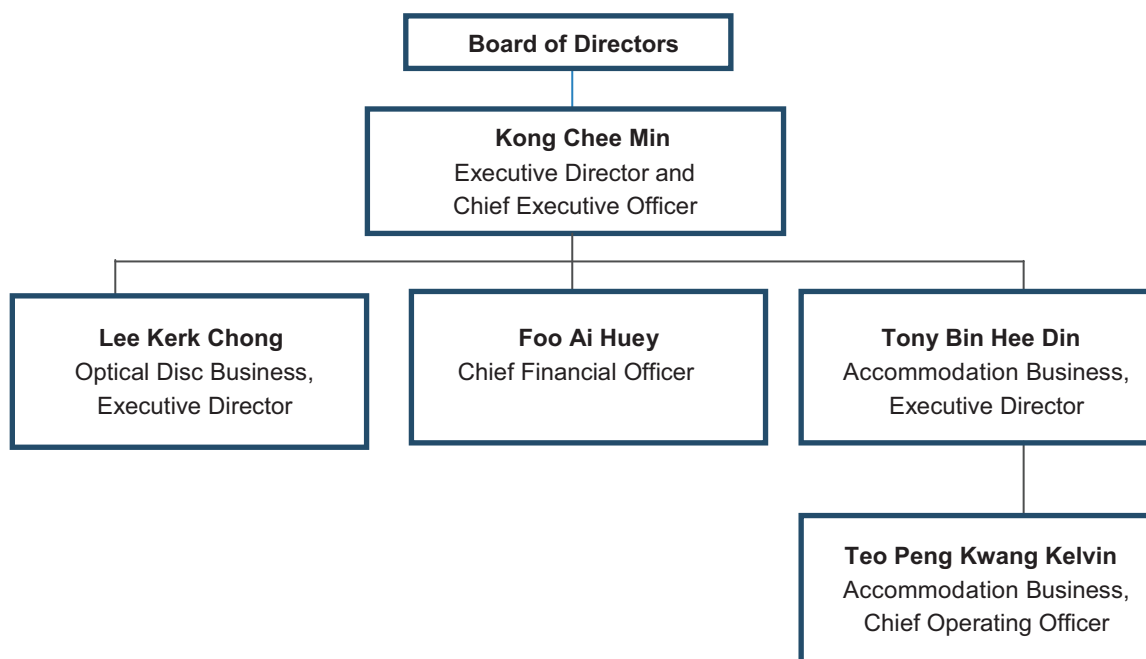 Board of Directors
Kong Chee Min
Executive Director and
Chief Executive Officer
Lee Kerk Chong
Optical Disc Business,
Executive Director
Foo Ai Huey
Chief Financial Officer
Tony Bin Hee Din
Accommodation Business,
Executive Director
Teo Peng Kwang Kelvin
Accommodation Business,
Chief Operating Officer